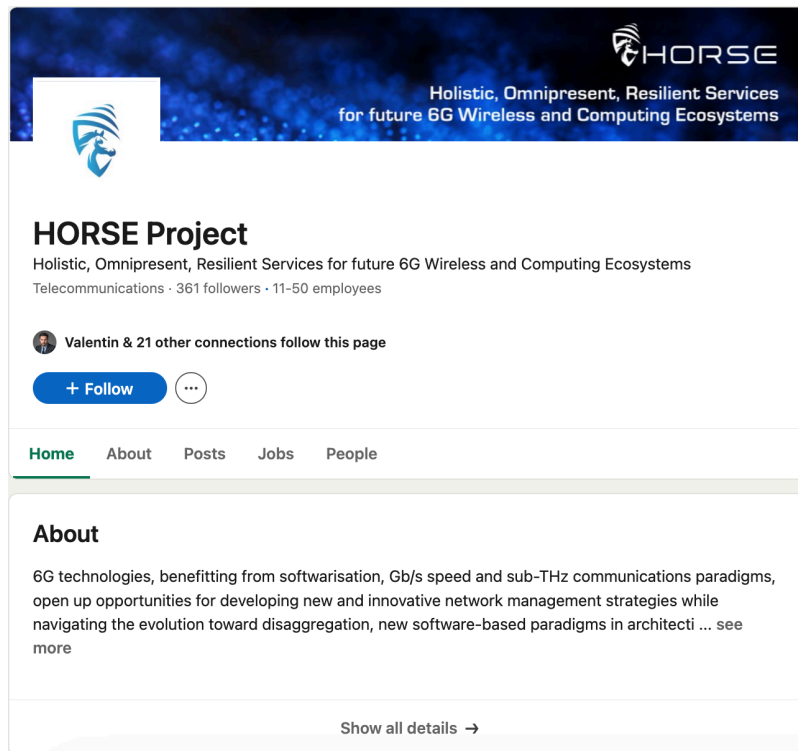 HORSE
Holistic, Omnipresent, Resilient Services
for future 6G Wireless and Computing Ecosystems
HORSE Project
Holistic, Omnipresent, Resilient Services for future 6G Wireless and Computing Ecosystems
Telecommunications · 361 followers · 11-50 employees
Valentin & 21 other connections follow this page
+ Follow
Home About Posts Jobs People
About
6G technologies, benefitting from softwarisation, Gb/s speed and sub-THz communications paradigms,
open up opportunities for developing new and innovative network management strategies while
navigating the evolution toward disaggregation, new software-based paradigms in architecti ... see
more
Show all details →